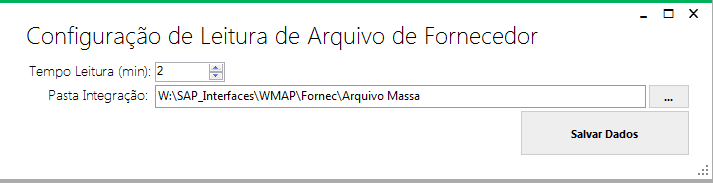 Configuração de Leitura de Arquivo de Fornecedor
Tempo Leitura (min): 2
Pasta Integração: W:\SAP_Interfaces\WMAP\Fornec\Arquivo Massa ...
Salvar Dados